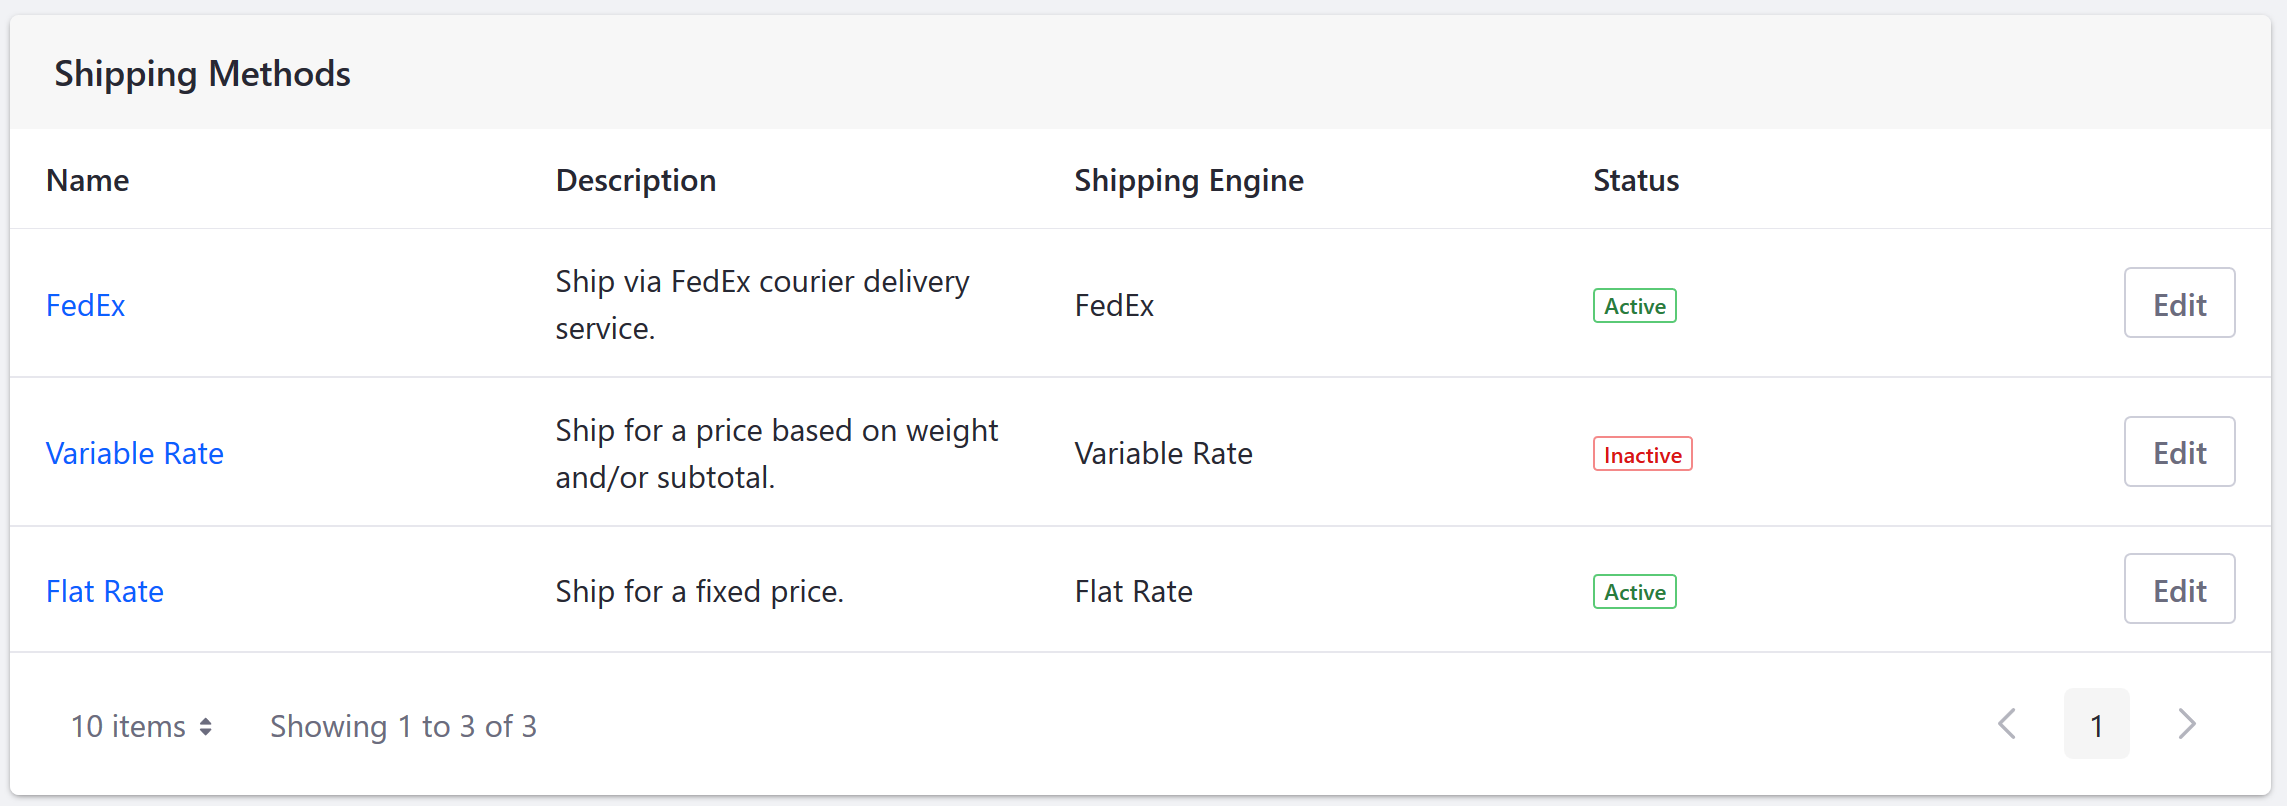 Shipping Methods
Name Description Shipping Engine Status
FedEx Ship via FedEx courier delivery service. FedEx Active Edit
Variable Rate Ship for a price based on weight and/or subtotal. Variable Rate Inactive Edit
Flat Rate Ship for a fixed price. Flat Rate Active Edit
10 items Showing 1 to 3 of 3 1